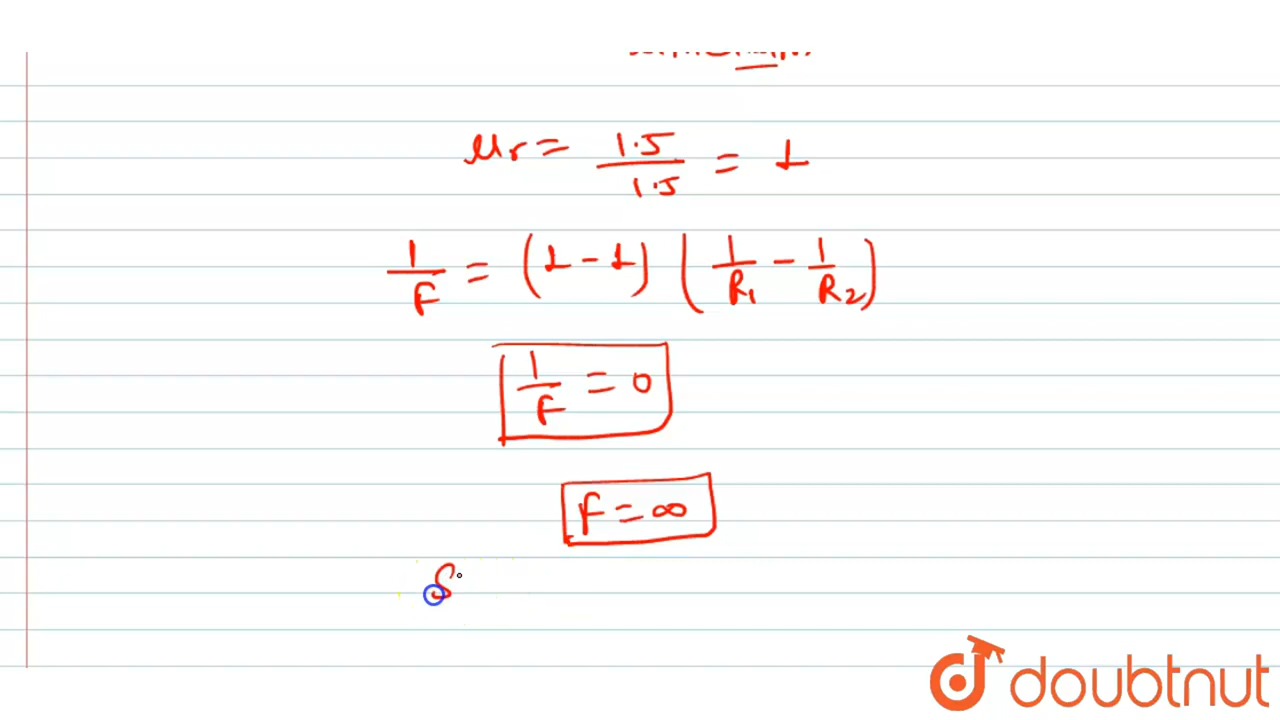 μr = 1.5/1.5 = 1
1/F = (1 - 1) (1/R1 - 1/R2)
1/F = 0
F = ∞
S
doubtnut